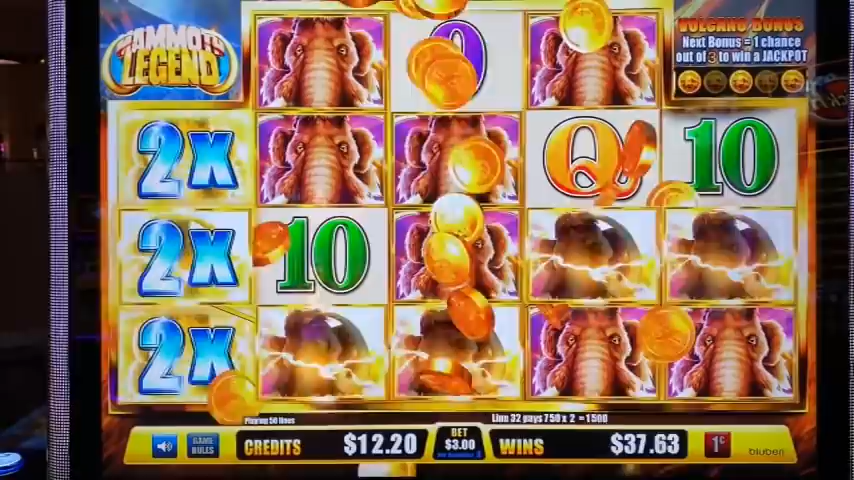 MAMMOTH
LEGEND
VOLCANO BONUS
Next Bonus = 1 chance
out of 3 to win a JACKPOT
2X
Q
10
2X
10
2X
Playing 50 lines
Line 32 pays 750 x 2 = 1500
GAME
RULES
CREDITS
$12.20
BET
$3.00
WINS
$37.63
1¢
bluberi